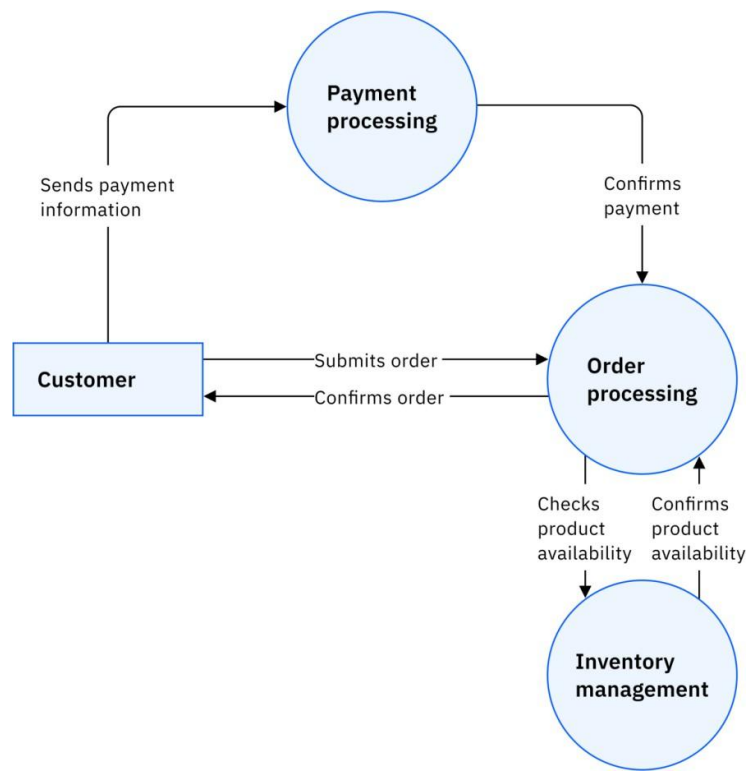 Payment
processing
Sends payment
information
Confirms
payment
Customer
Submits order
Confirms order
Order
processing
Checks
product
availability
Confirms
product
availability
Inventory
management